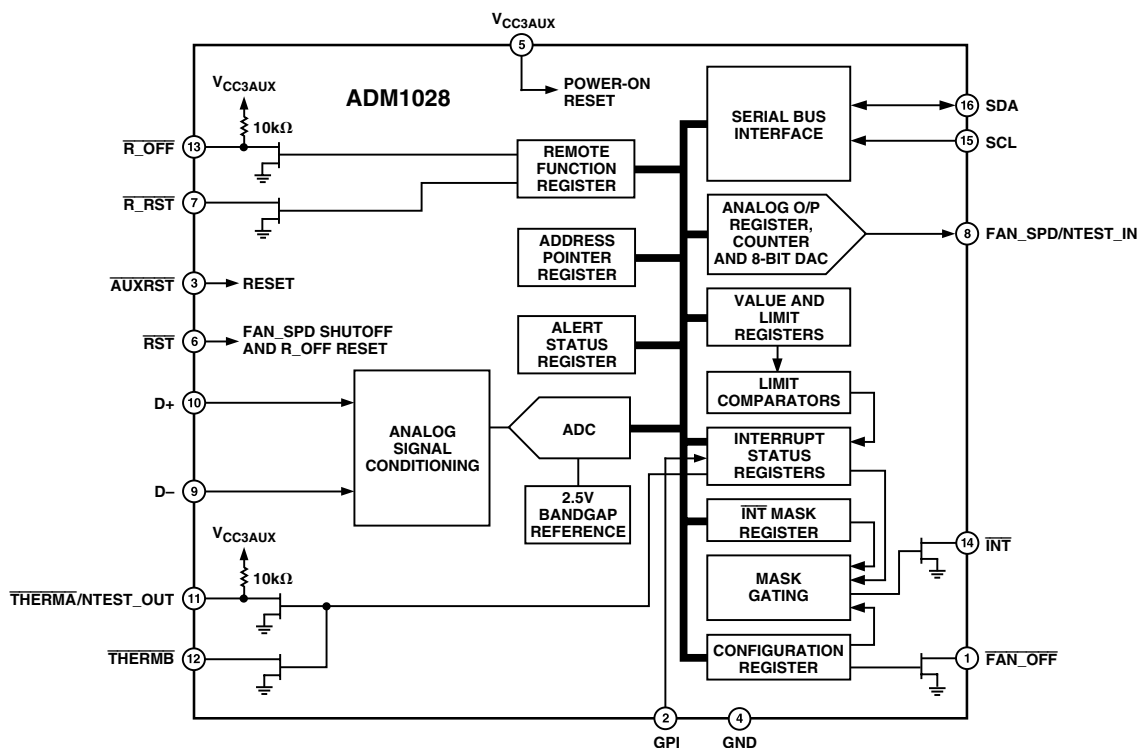 VCC3AUX
5
ADM1028
POWER-ON
RESET
VCC3AUX
10kΩ
R_OFF
13
R_RST
7
AUXRST
3
RESET
RST
6
FAN_SPD SHUTOFF
AND R_OFF RESET
D+
10
D–
9
ANALOG
SIGNAL
CONDITIONING
ADC
2.5V
BANDGAP
REFERENCE
VCC3AUX
10kΩ
THERMA/NTEST_OUT
11
THERMB
12
REMOTE
FUNCTION
REGISTER
ADDRESS
POINTER
REGISTER
ALERT
STATUS
REGISTER
SERIAL BUS
INTERFACE
16
SDA
15
SCL
ANALOG O/P
REGISTER,
COUNTER
AND 8-BIT DAC
8
FAN_SPD/NTEST_IN
VALUE AND
LIMIT
REGISTERS
LIMIT
COMPARATORS
INTERRUPT
STATUS
REGISTERS
INT MASK
REGISTER
MASK
GATING
14
INT
CONFIGURATION
REGISTER
1
FAN_OFF
2
GPI
4
GND